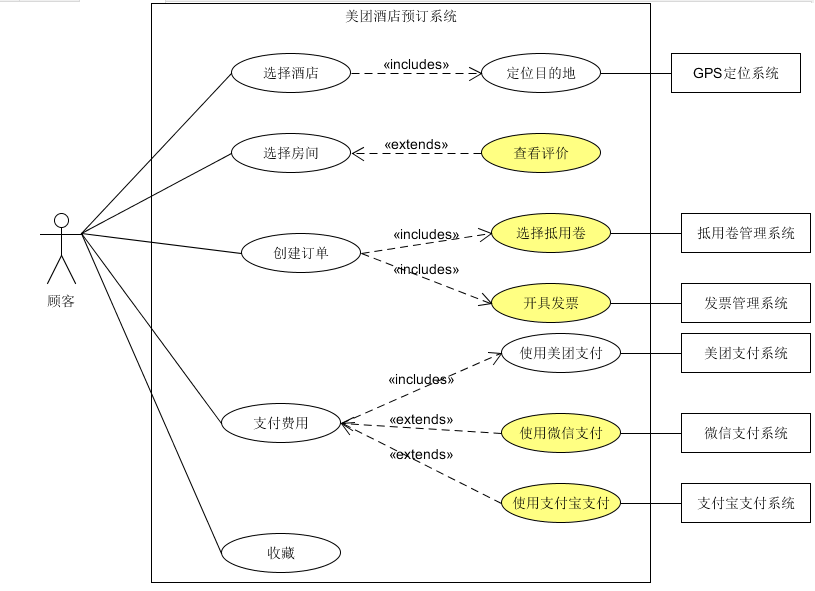 美团酒店预订系统
选择酒店
«includes»
定位目的地
GPS定位系统
选择房间
«extends»
查看评价
创建订单
«includes»
选择抵用卷
抵用卷管理系统
«includes»
开具发票
发票管理系统
顾客
使用美团支付
美团支付系统
«includes»
支付费用
«extends»
使用微信支付
微信支付系统
«extends»
使用支付宝支付
支付宝支付系统
收藏